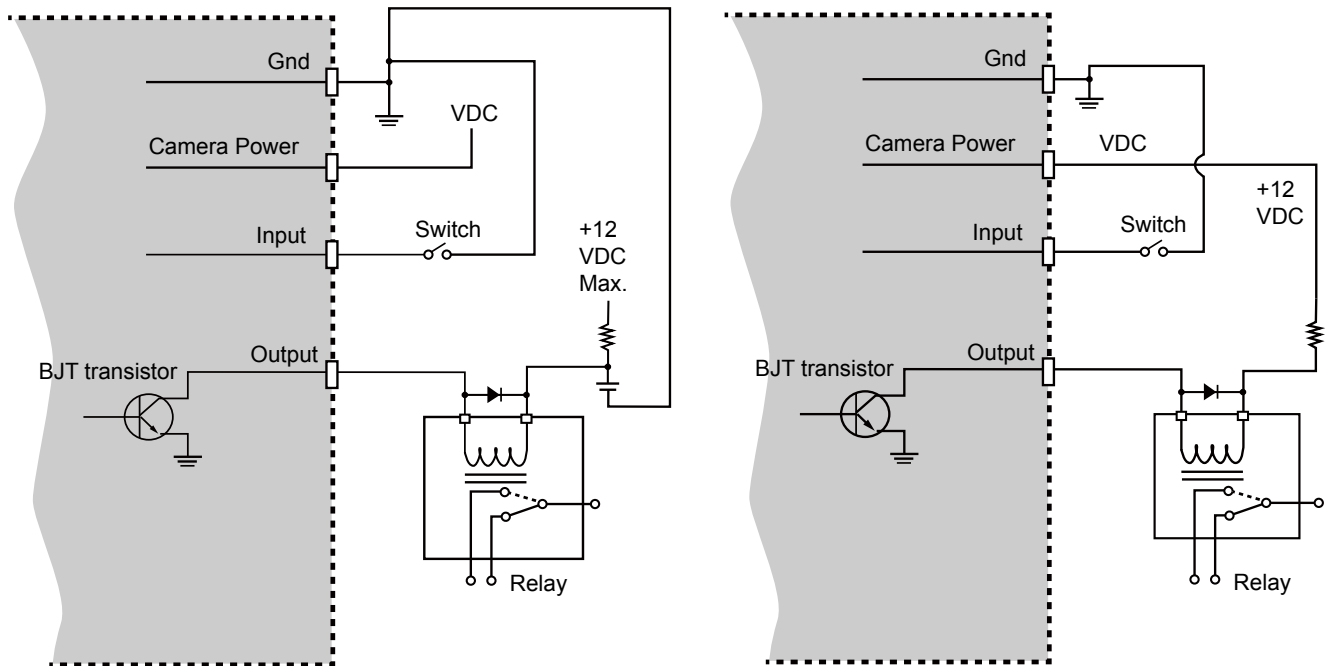 Gnd
VDC
Camera Power
Input
Switch
+12
VDC
Max.
Output
BJT transistor
Relay
Gnd
Camera Power
VDC
+12
VDC
Input
Switch
Output
BJT transistor
Relay